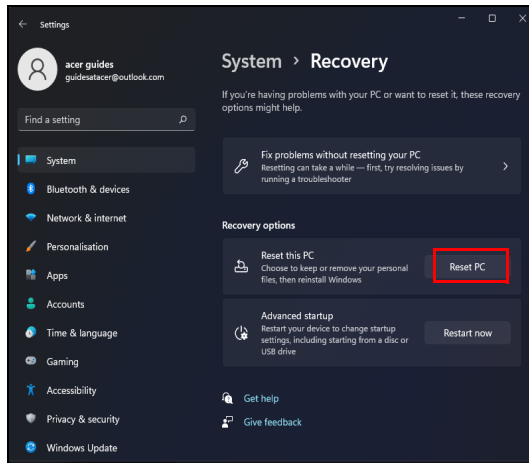 Settings
acer guides
guidesatacer@outlook.com
Find a setting
System
Bluetooth & devices
Network & internet
Personalisation
Apps
Accounts
Time & language
Gaming
Accessibility
Privacy & security
Windows Update
System > Recovery
If you're having problems with your PC or want to reset it, these recovery
options might help.
Fix problems without resetting your PC
Resetting can take a while — first, try resolving issues by
running a troubleshooter
Recovery options
Reset this PC
Choose to keep or remove your personal
files, then reinstall Windows
Reset PC
Advanced startup
Restart your device to change startup
settings, including starting from a disc or
USB drive
Restart now
Get help
Give feedback